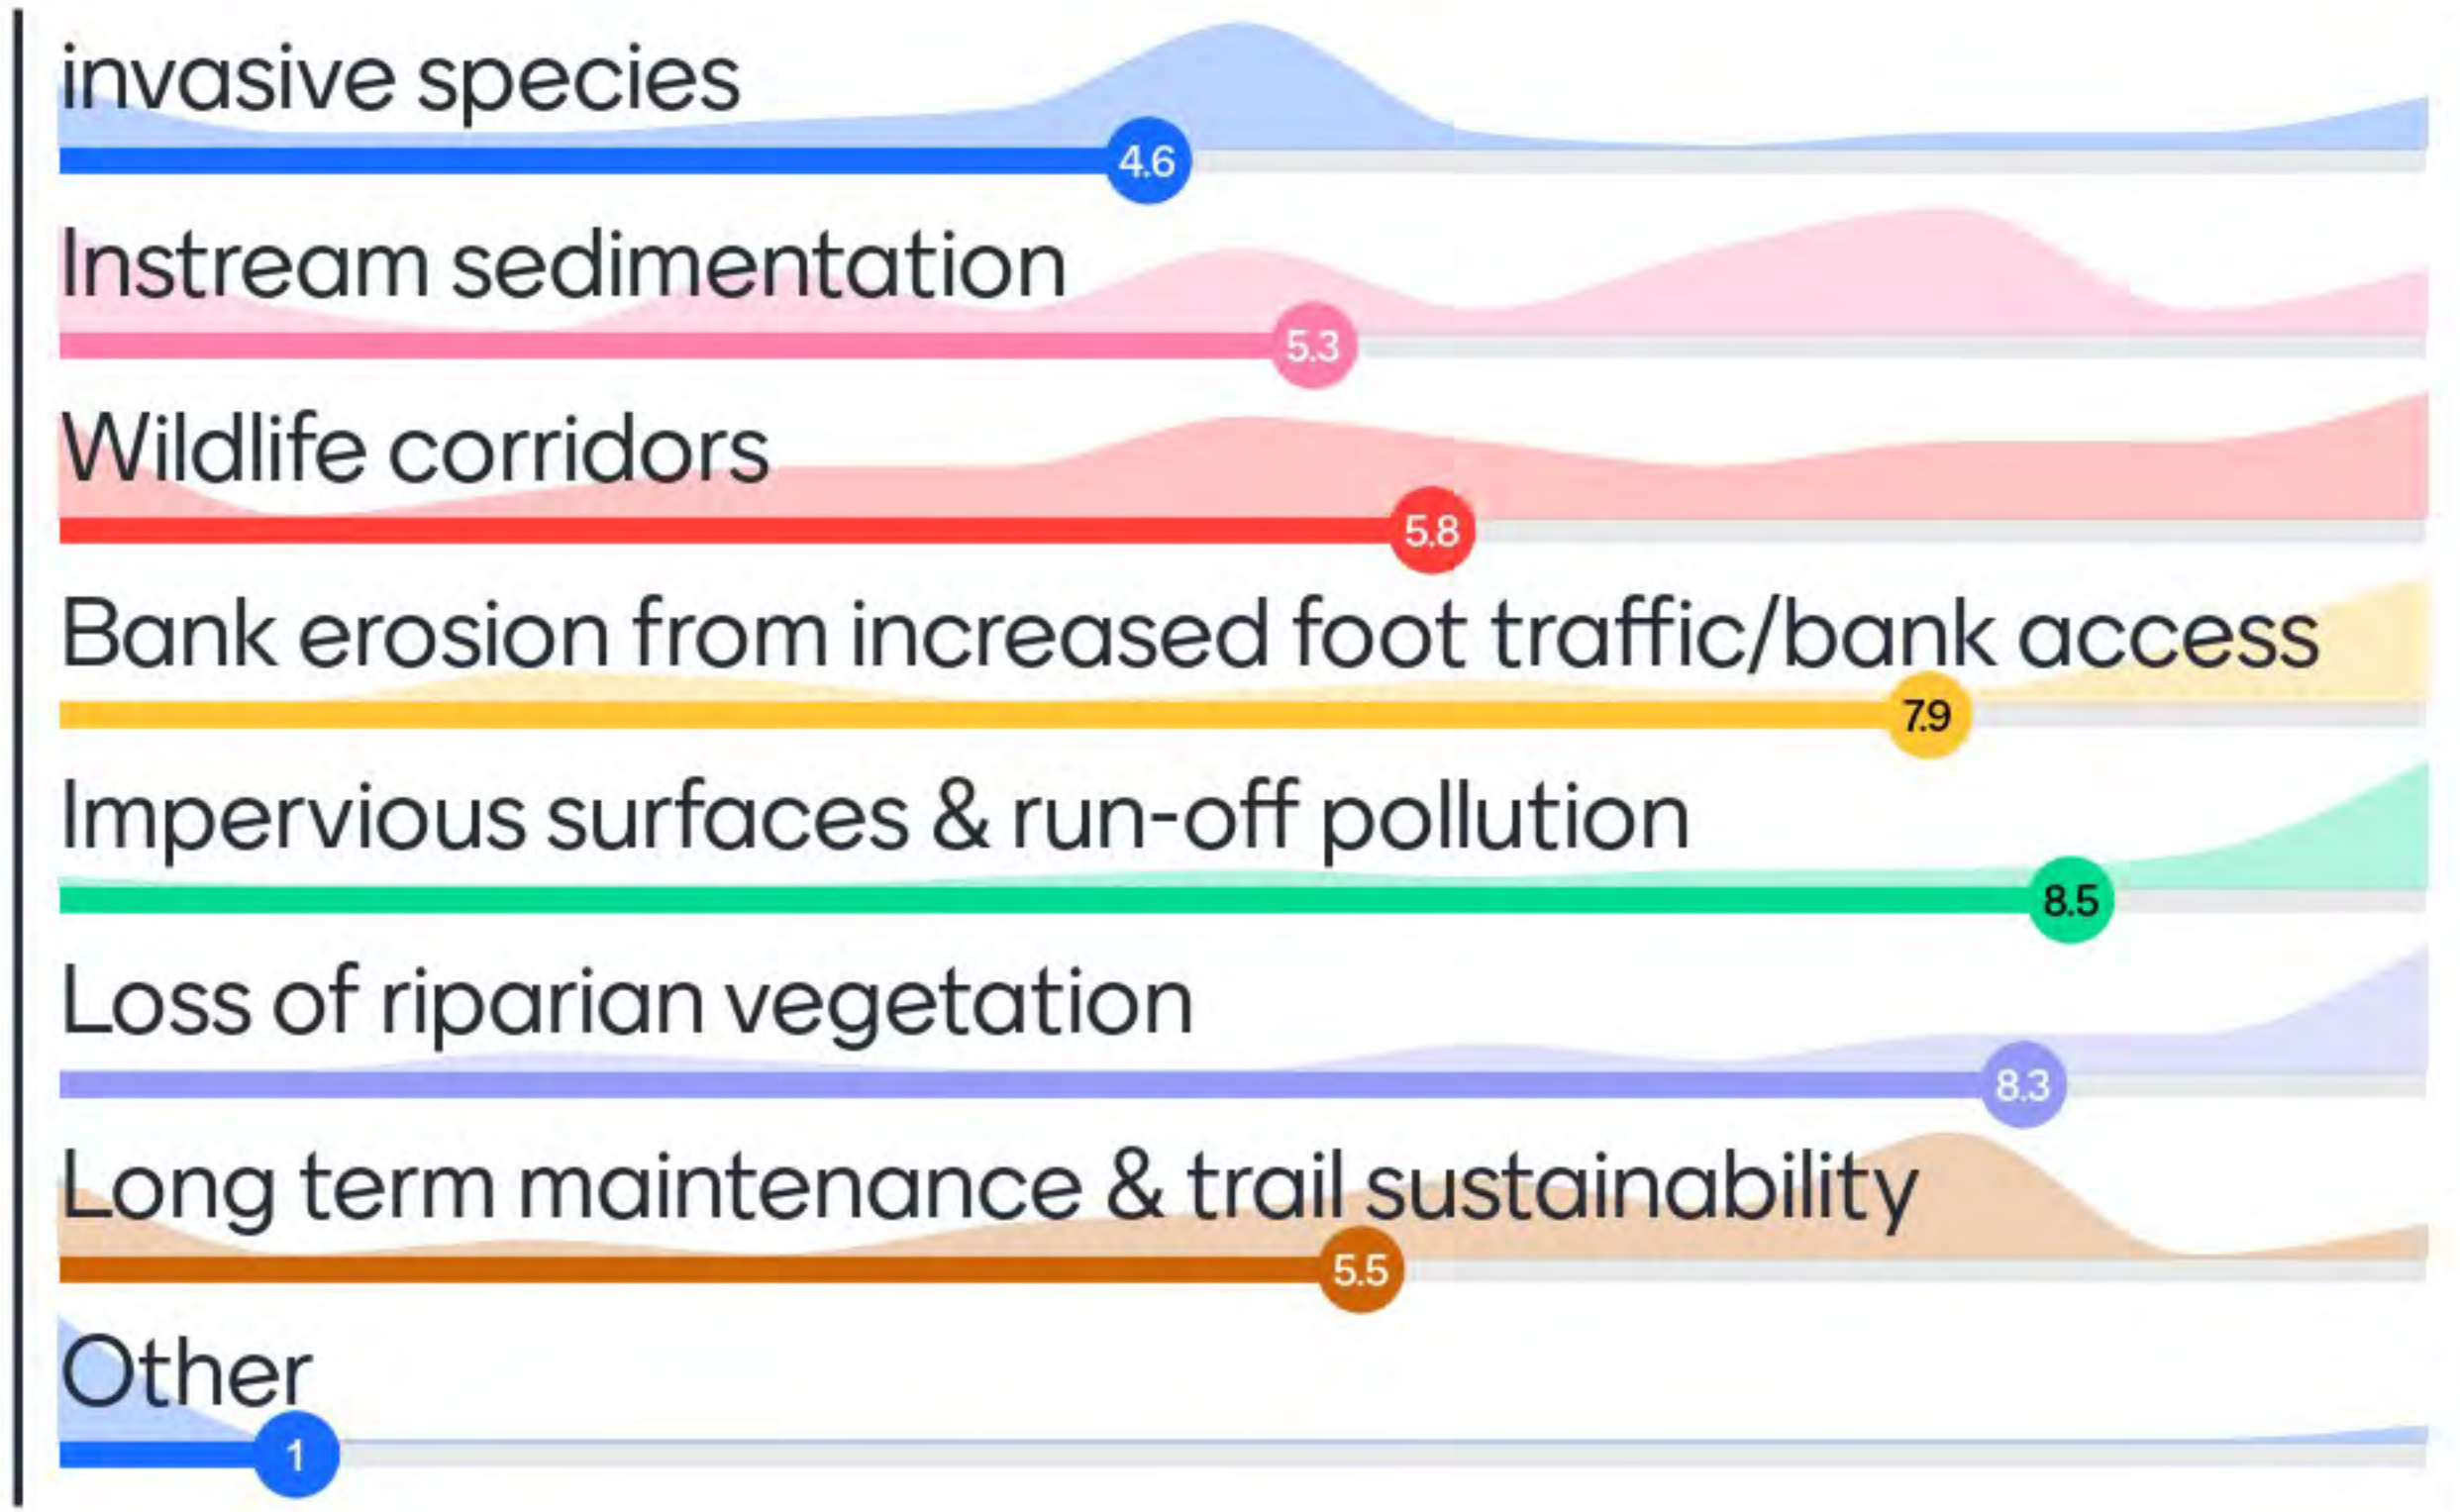 invasive species
4.6
Instream sedimentation
5.3
Wildlife corridors
5.8
Bank erosion from increased foot traffic/bank access
7.9
Impervious surfaces & run-off pollution
8.5
Loss of riparian vegetation
8.3
Long term maintenance & trail sustainability
5.5
Other
1